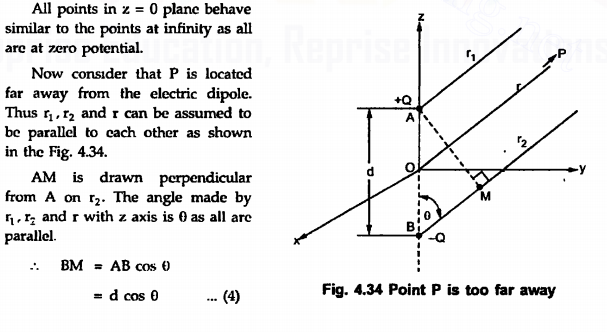 All points in z = 0 plane behave
similar to the points at infinity as all
are at zero potential.
Now consider that P is located
far away from the electric dipole.
Thus r₁, r₂ and r can be assumed to
be parallel to each other as shown
in the Fig. 4.34.
AM is drawn perpendicular
from A on r₂. The angle made by
r₁, r₂ and r with z axis is θ as all are
parallel.
∴ BM = AB cos θ
= d cos θ ... (4)
z
r₁
P
+Q
A
r
r₂
d
O
y
M
θ
B
-Q
x
Fig. 4.34 Point P is too far away